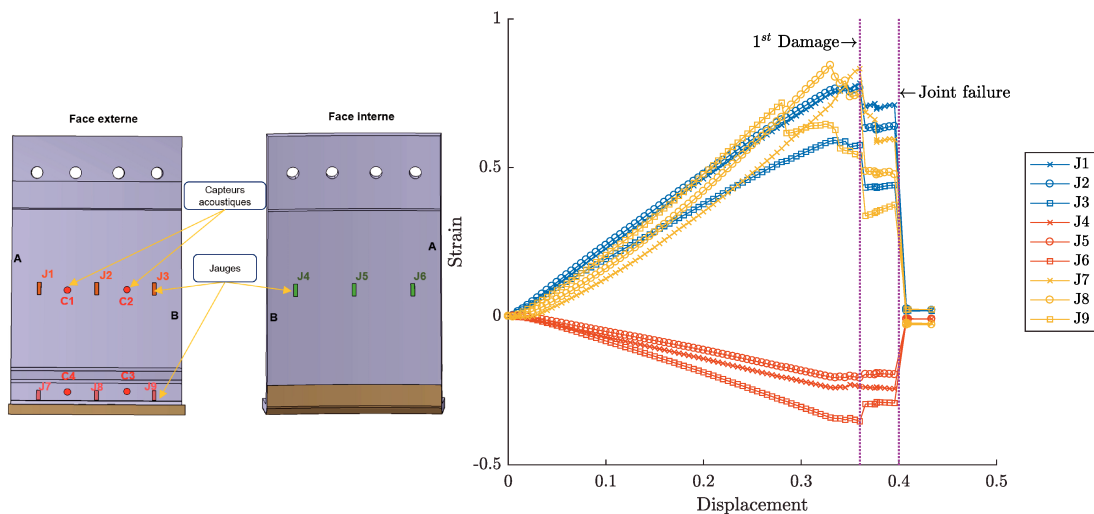 Face externe
Face interne
Capteurs
acoustiques
Jauges
A
A
B
B
J1
J2
J3
C1
C2
J4
J5
J6
C4
C3
J7
J8
J9
1st Damage→
←Joint failure
1
0.5
0
-0.5
Strain
0
0.1
0.2
0.3
0.4
0.5
Displacement
J1
J2
J3
J4
J5
J6
J7
J8
J9